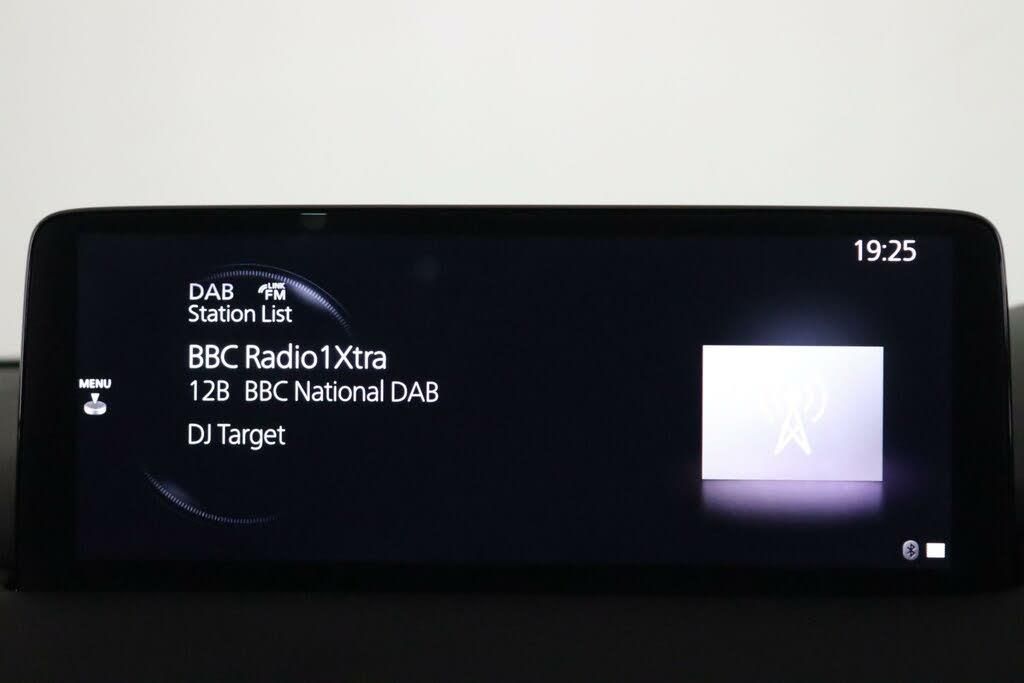 19:25
DAB LINK FM
Station List
BBC Radio1Xtra
12B BBC National DAB
MENU
DJ Target